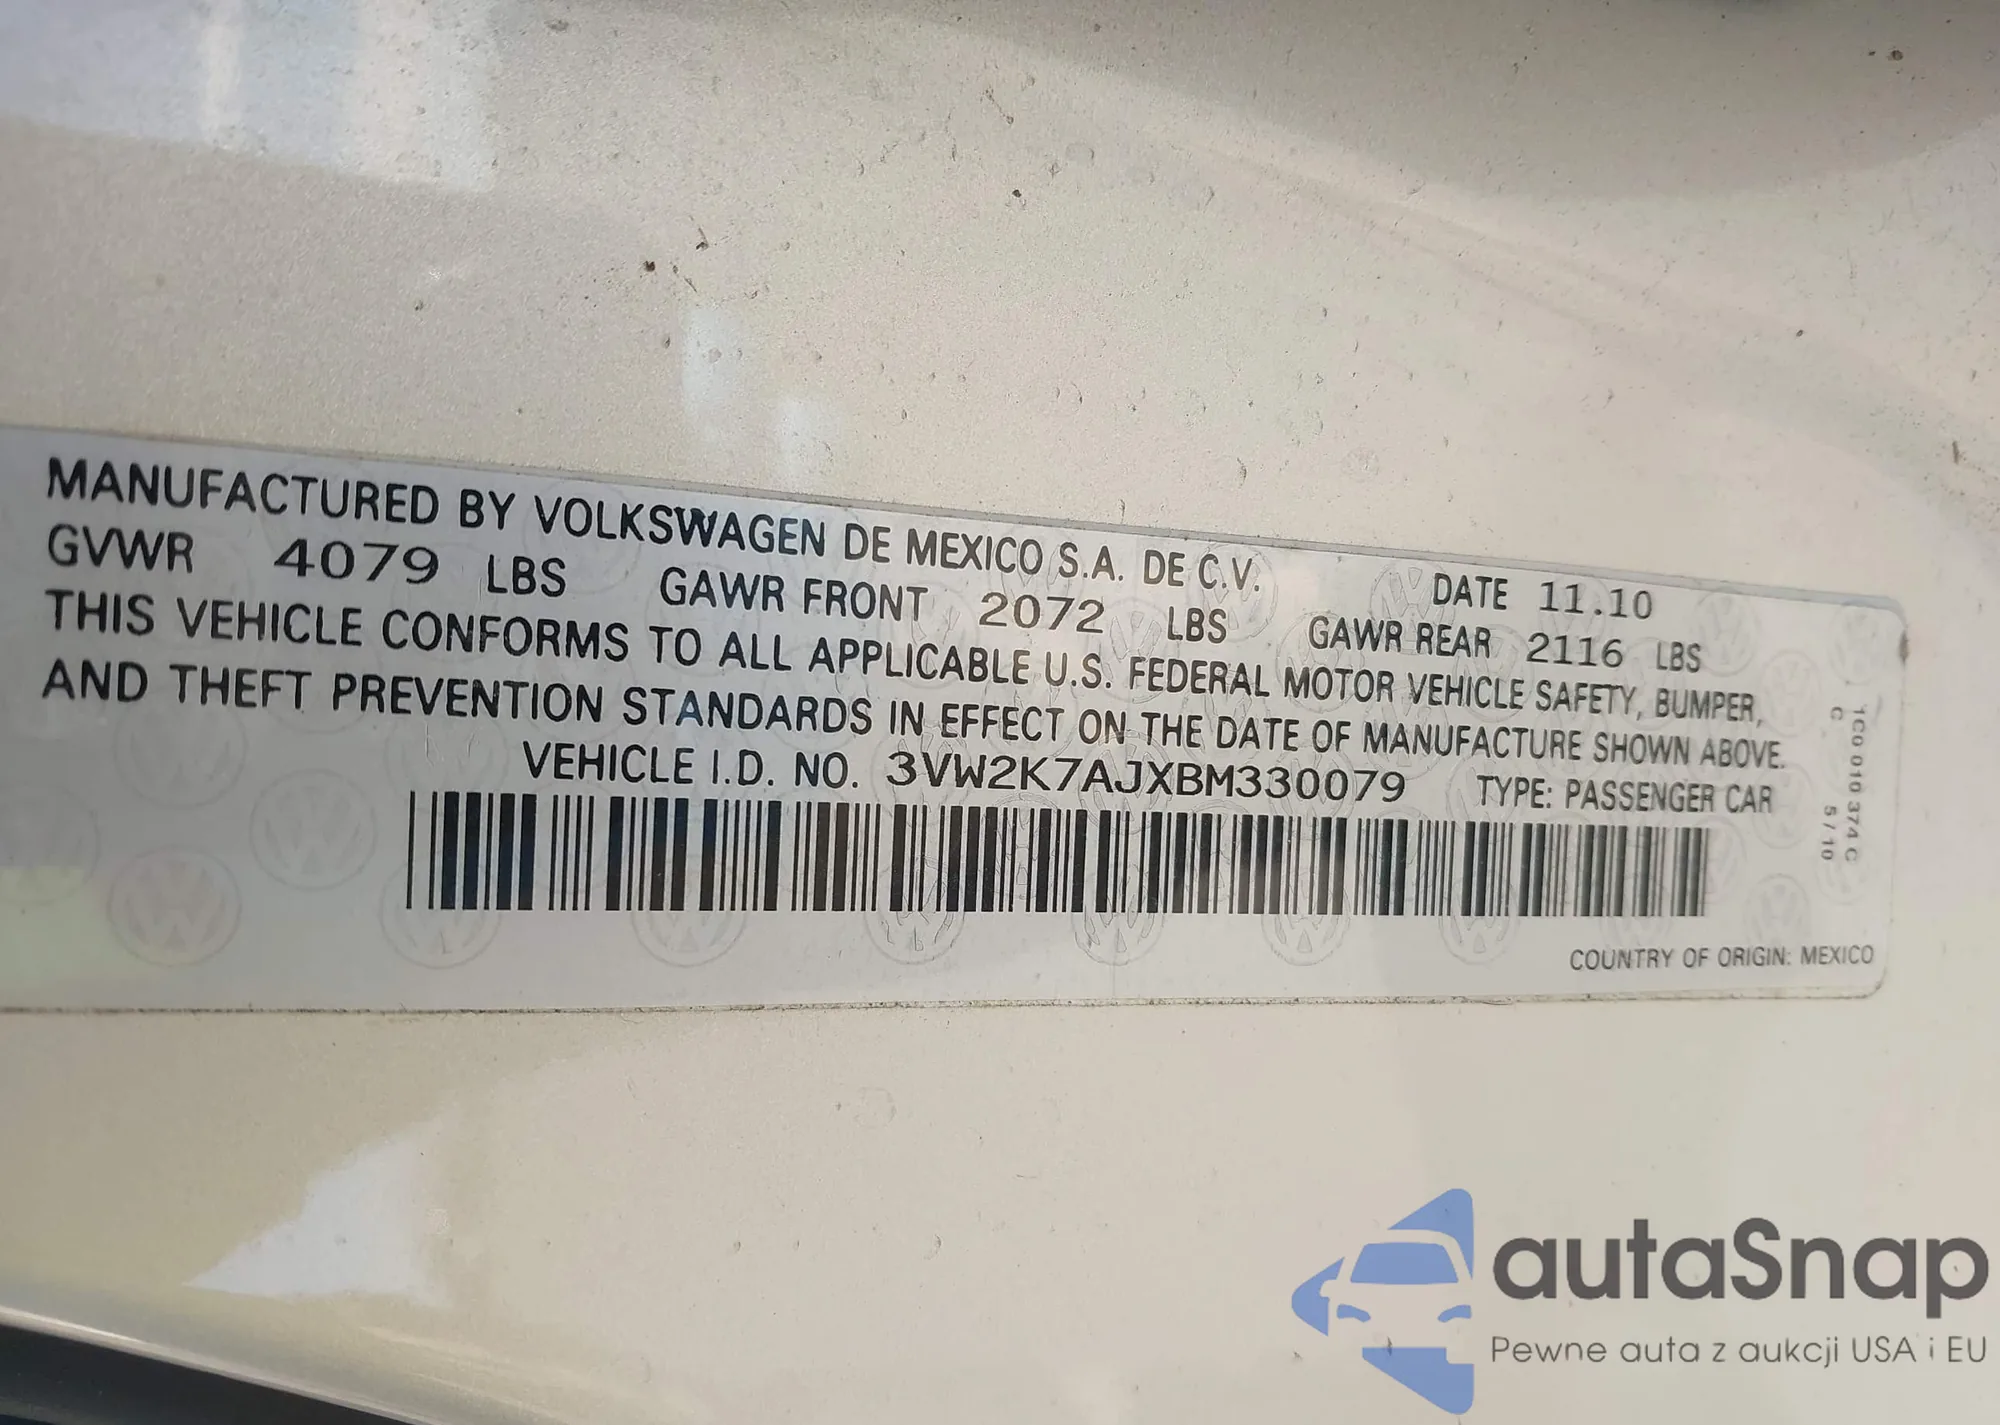 MANUFACTURED BY VOLKSWAGEN DE MEXICO S.A. DE C.V. DATE 11.10
GVWR 4079 LBS GAWR FRONT 2072 LBS GAWR REAR 2116 LBS
THIS VEHICLE CONFORMS TO ALL APPLICABLE U.S. FEDERAL MOTOR VEHICLE SAFETY, BUMPER,
AND THEFT PREVENTION STANDARDS IN EFFECT ON THE DATE OF MANUFACTURE SHOWN ABOVE.
VEHICLE I.D. NO. 3VW2K7AJXBM330079 TYPE: PASSENGER CAR
1C0 010 374 C
C 5/10
COUNTRY OF ORIGIN: MEXICO
autaSnap
Pewne auta z aukcji USA i EU